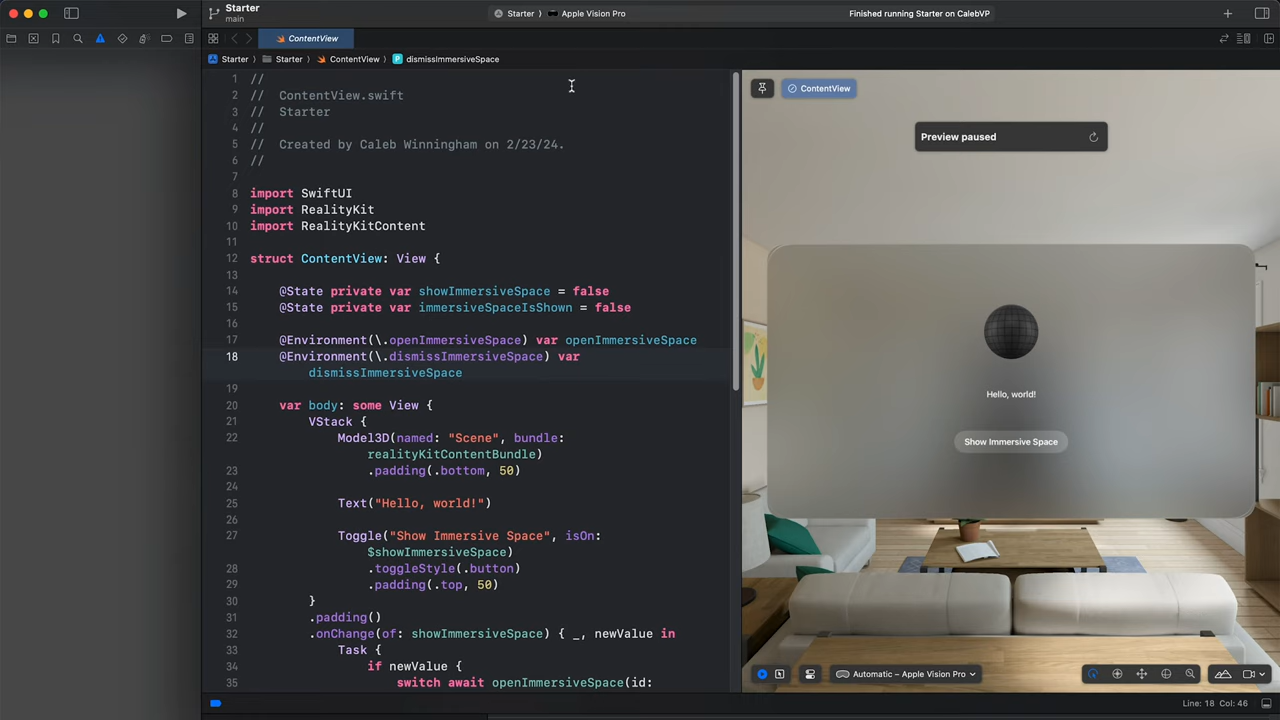 Starter
main
Starter 〉 Apple Vision Pro
Finished running Starter on CalebVP
ContentView
Starter 〉 Starter 〉 ContentView 〉 P dismissImmersiveSpace
1 //
2 //  ContentView.swift
3 //  Starter
4 //
5 //  Created by Caleb Winningham on 2/23/24.
6 //
7
8 import SwiftUI
9 import RealityKit
10 import RealityKitContent
11
12 struct ContentView: View {
13
14 @State private var showImmersiveSpace = false
15 @State private var immersiveSpaceIsShown = false
16
17 @Environment(\.openImmersiveSpace) var openImmersiveSpace
18 @Environment(\.dismissImmersiveSpace) var
dismissImmersiveSpace
19
20 var body: some View {
21 VStack {
22 Model3D(named: "Scene", bundle:
realityKitContentBundle)
23 .padding(.bottom, 50)
24
25 Text("Hello, world!")
26
27 Toggle("Show Immersive Space", isOn:
$showImmersiveSpace)
28 .toggleStyle(.button)
29 .padding(.top, 50)
30 }
31 .padding()
32 .onChange(of: showImmersiveSpace) { _, newValue in
33 Task {
34 if newValue {
35 switch await openImmersiveSpace(id:
ContentView
Preview paused
Hello, world!
Show Immersive Space
Automatic – Apple Vision Pro
Line: 18 Col: 46